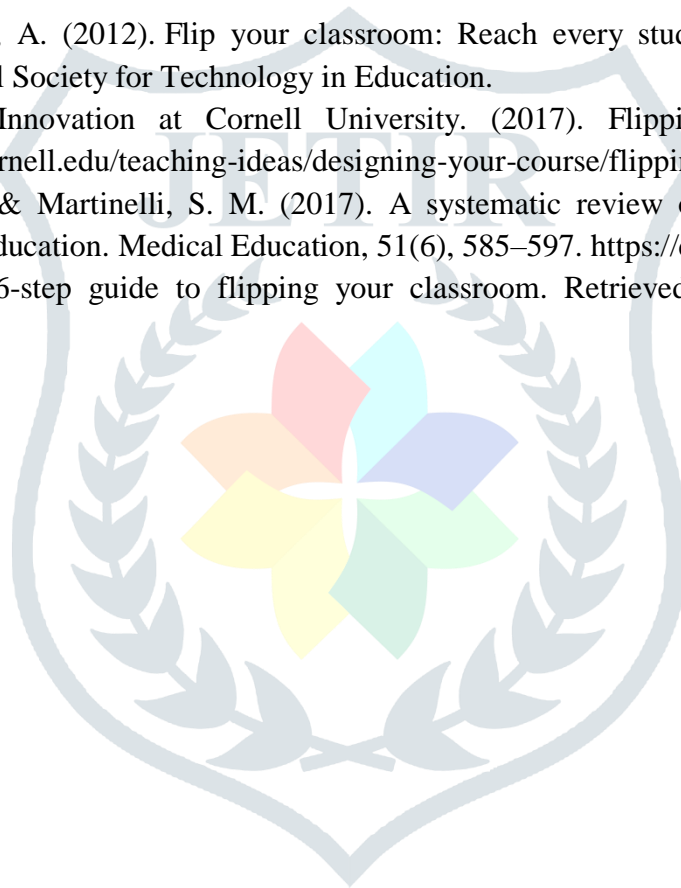 . A. (2012). Flip your classroom: Reach every stud
l Society for Technology in Education.
Innovation at Cornell University. (2017). Flippi
rnell.edu/teaching-ideas/designing-your-course/flippin
& Martinelli, S. M. (2017). A systematic review
ducation. Medical Education, 51(6), 585–597. https://
6-step guide to flipping your classroom. Retrieved
JETIR